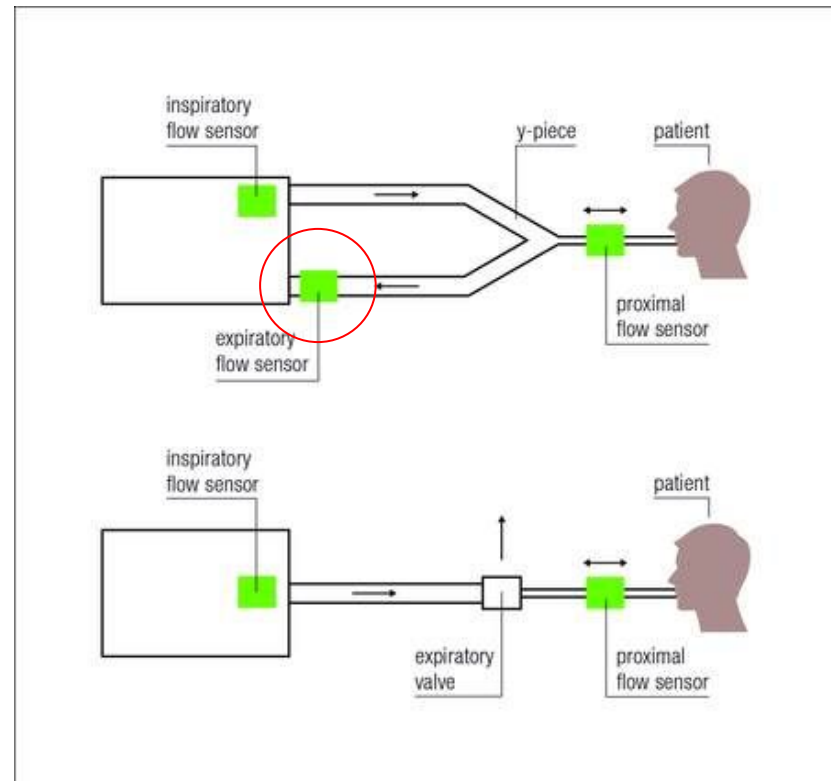 inspiratory
flow sensor
y-piece
patient
expiratory
flow sensor
proximal
flow sensor
inspiratory
flow sensor
patient
expiratory
valve
proximal
flow sensor